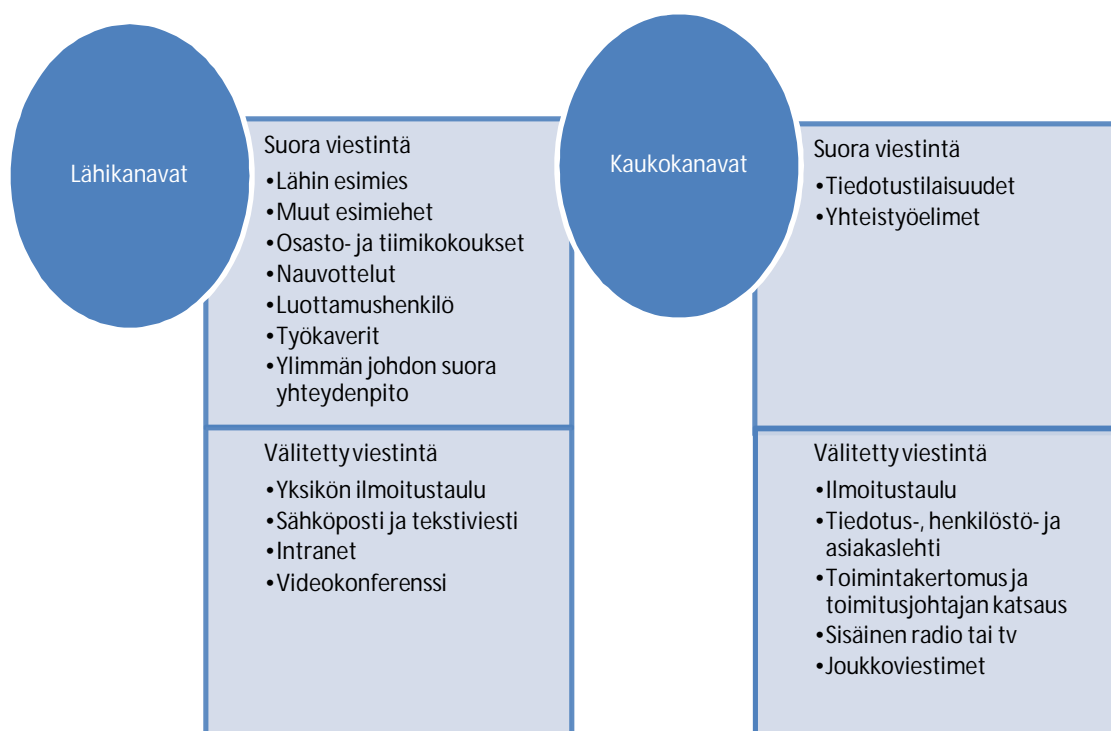 Lähikanavat
Suora viestintä
•Lähin esimies
•Muut esimiehet
•Osasto- ja tiimikokoukset
•Nauvottelut
•Luottamushenkilö
•Työkaverit
•Ylimmän johdon suora
yhteydenpito
Välitetty viestintä
•Yksikön ilmoitustaulu
•Sähköposti ja tekstiviesti
•Intranet
•Videokonferenssi
Kaukokanavat
Suora viestintä
•Tiedotustilaisuudet
•Yhteistyöelimet
Välitetty viestintä
•Ilmoitustaulu
•Tiedotus-, henkilöstö- ja
asiakaslehti
•Toimintakertomus ja
toimitusjohtajan katsaus
•Sisäinen radio tai tv
•Joukkoviestimet